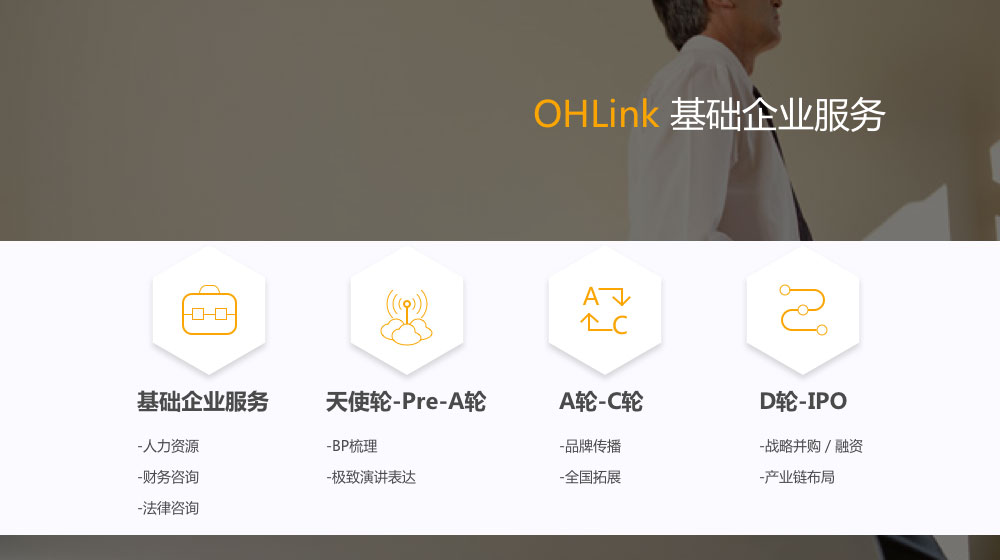 OHLink 基础企业服务
A
C
基础企业服务
-人力资源
-财务咨询
-法律咨询
天使轮-Pre-A轮
-BP梳理
-极致演讲表达
A轮-C轮
-品牌传播
-全国拓展
D轮-IPO
-战略并购 / 融资
-产业链布局